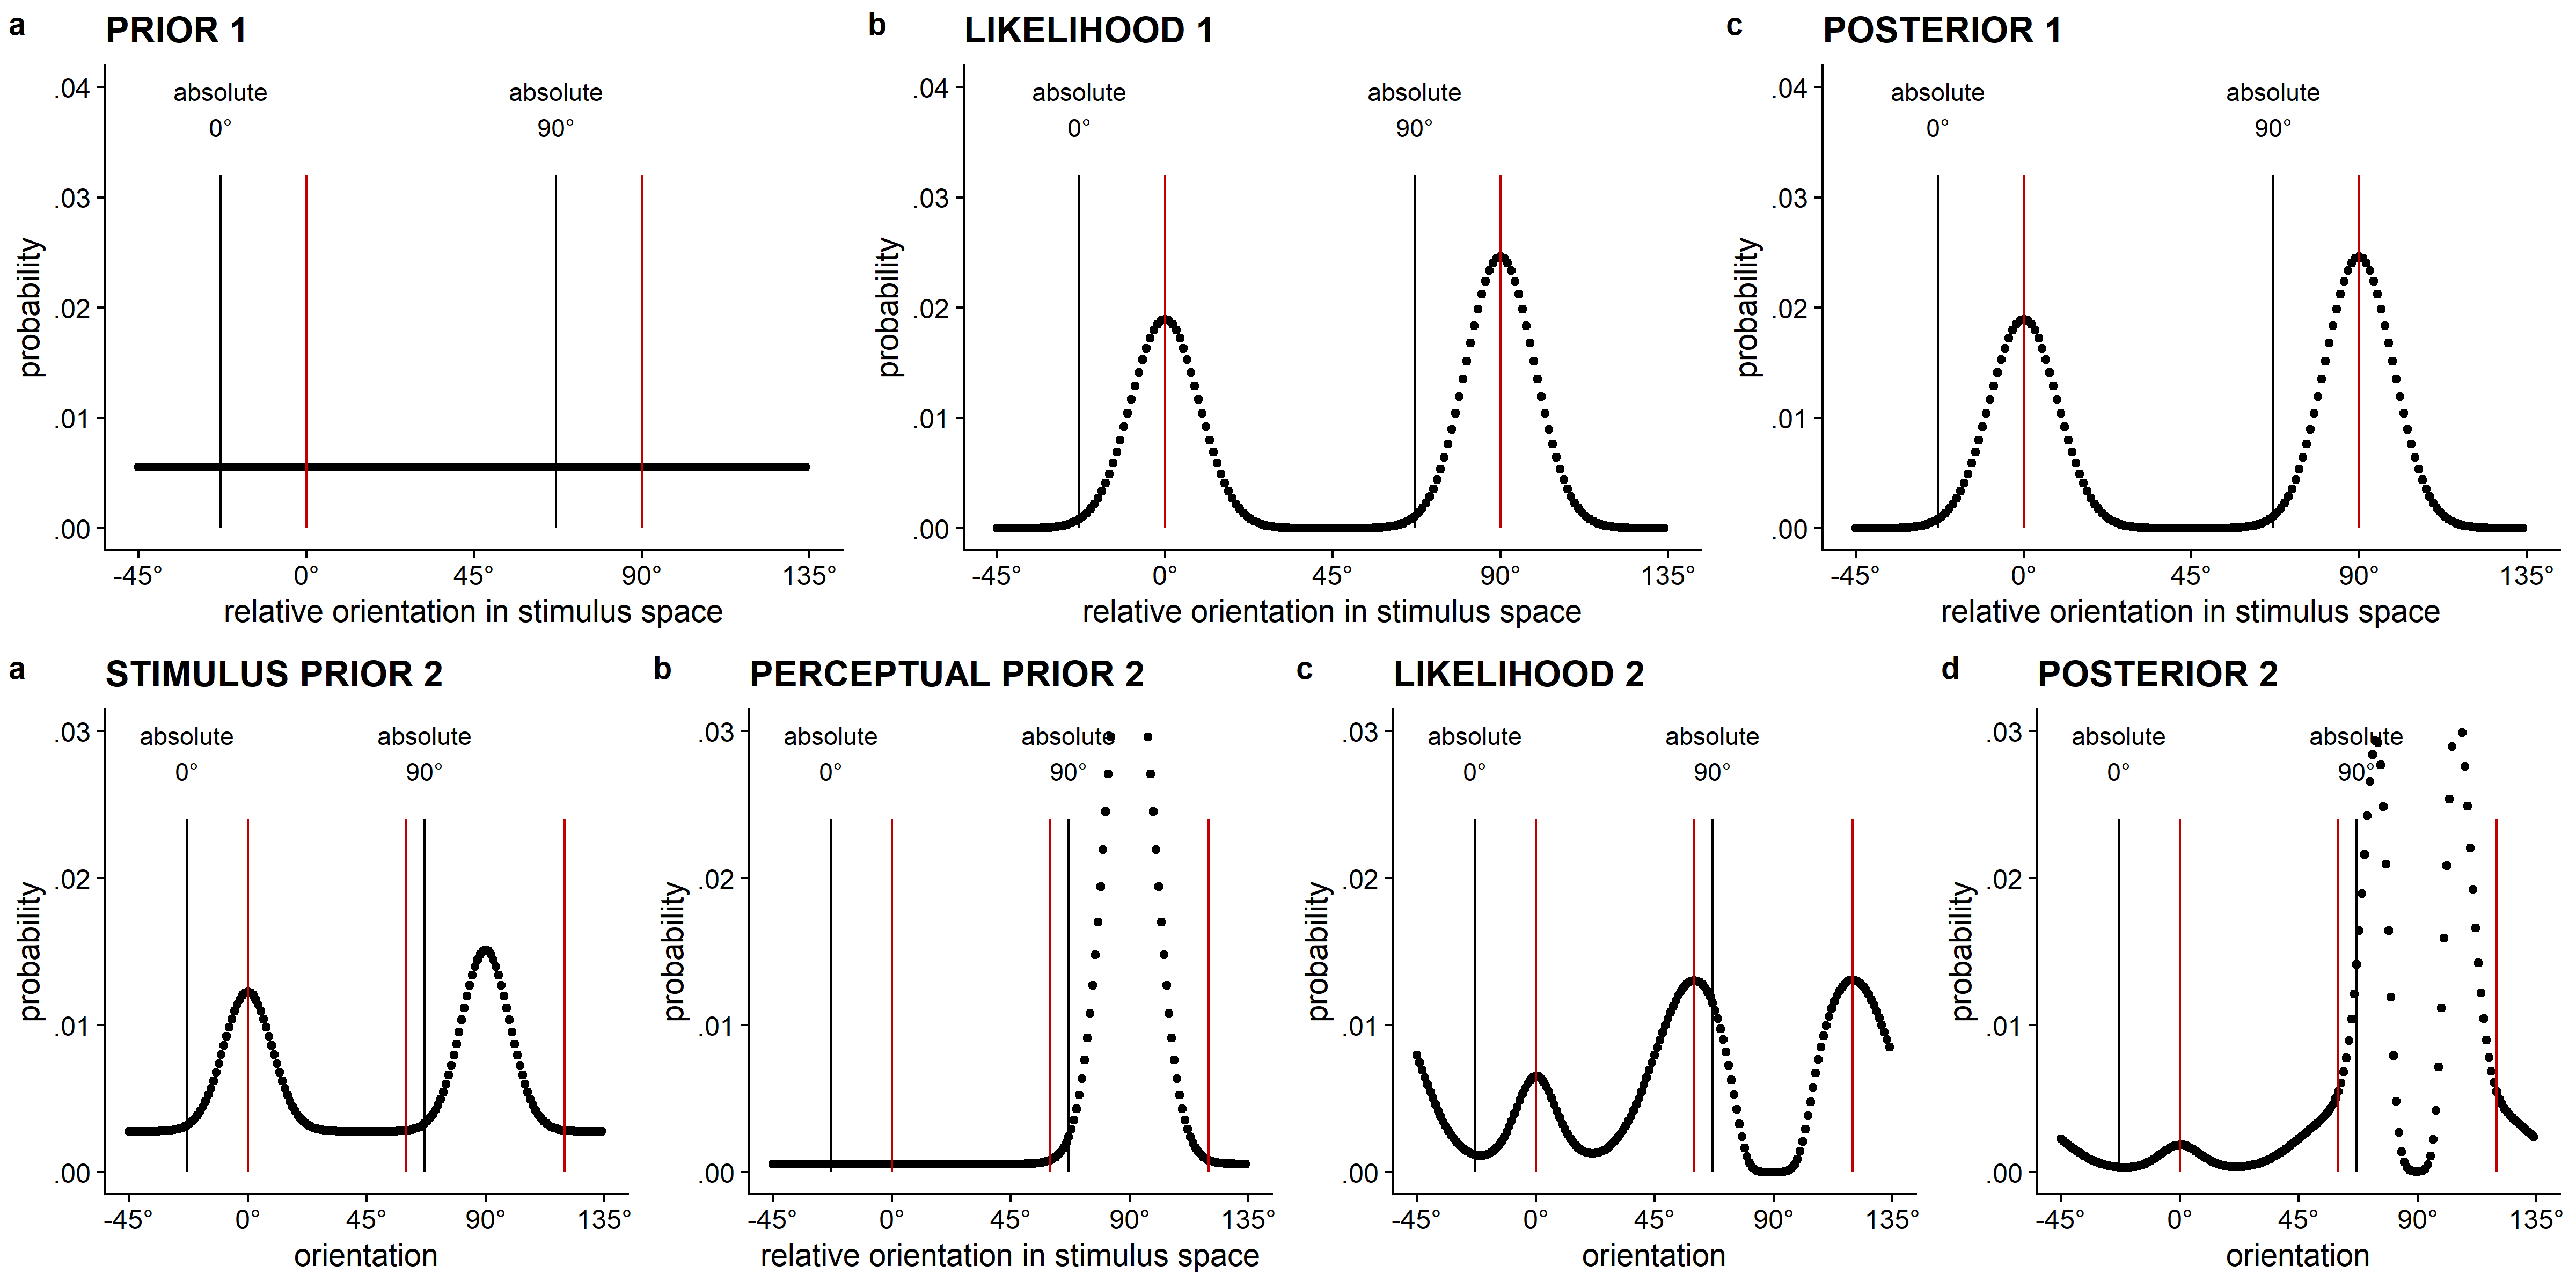 a PRIOR 1
.04
.03
.02
.01
.00
probability
absolute
0°
absolute
90°
-45° 0° 45° 90° 135°
relative orientation in stimulus space
b LIKELIHOOD 1
.04
.03
.02
.01
.00
probability
absolute
0°
absolute
90°
-45° 0° 45° 90° 135°
relative orientation in stimulus space
c POSTERIOR 1
.04
.03
.02
.01
.00
probability
absolute
0°
absolute
90°
-45° 0° 45° 90° 135°
relative orientation in stimulus space
a STIMULUS PRIOR 2
.03
.02
.01
.00
probability
absolute
0°
absolute
90°
-45° 0° 45° 90° 135°
orientation
b PERCEPTUAL PRIOR 2
.03
.02
.01
.00
probability
absolute
0°
absolute
90°
-45° 0° 45° 90° 135°
relative orientation in stimulus space
c LIKELIHOOD 2
.03
.02
.01
.00
probability
absolute
0°
absolute
90°
-45° 0° 45° 90° 135°
orientation
d POSTERIOR 2
.03
.02
.01
.00
probability
absolute
0°
absolute
90°
-45° 0° 45° 90° 135°
orientation